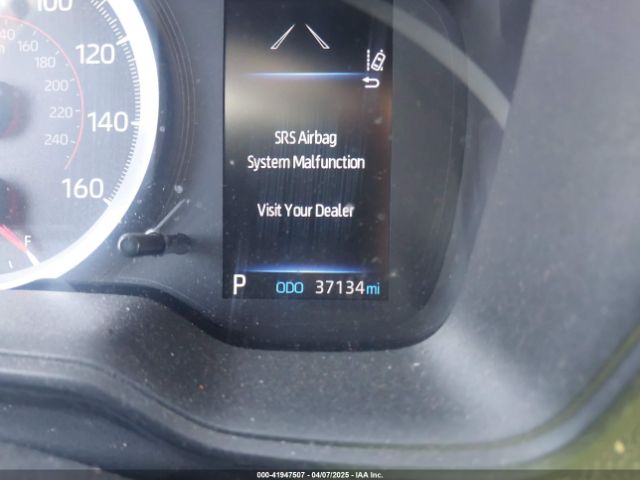 100
120
140
160
140
160
180
200
220
240
F
SRS Airbag
System Malfunction
Visit Your Dealer
P ODO 37134 mi
000-41947507 - 04/07/2025 - IAA Inc.